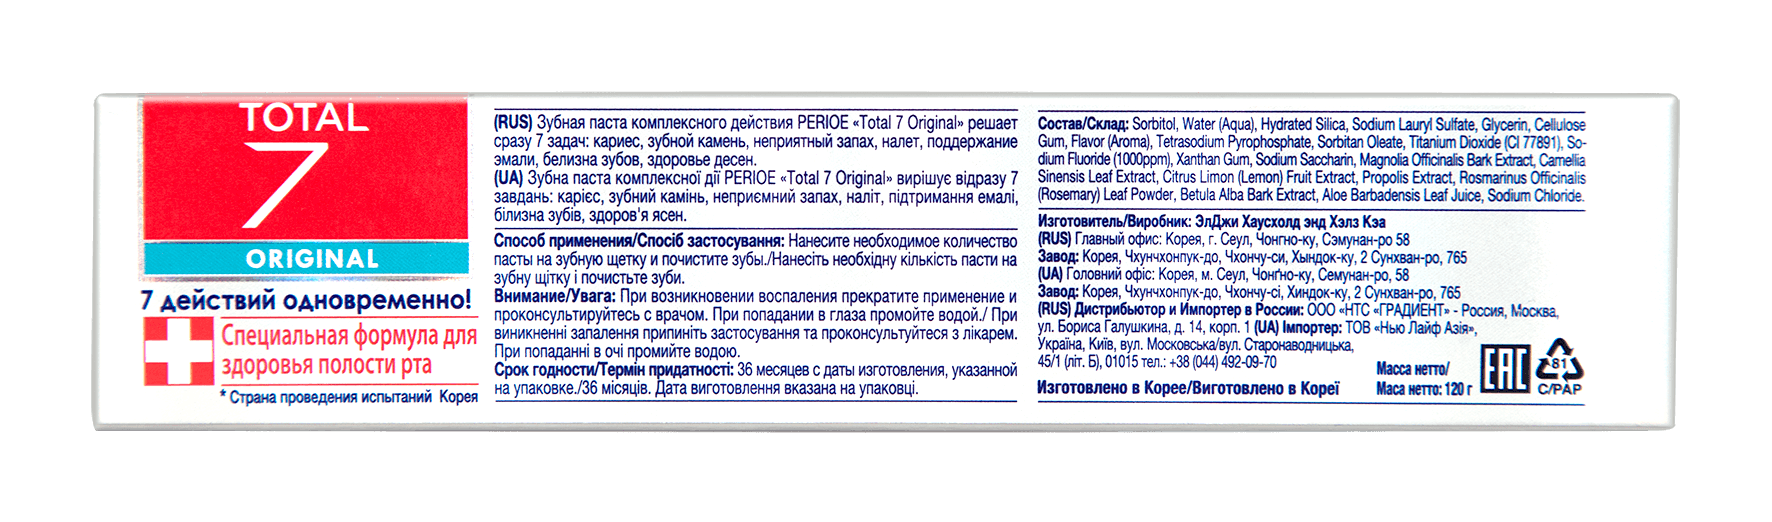 TOTAL
7
ORIGINAL
7 действий одновременно!
Специальная формула для
здоровья полости рта
* Страна проведения испытаний Корея
(RUS) Зубная паста комплексного действия PERIOE «Total 7 Original» решает
сразу 7 задач: кариес, зубной камень, неприятный запах, налет, поддержание
эмали, белизна зубов, здоровье десен.
(UA) Зубна паста комплексної дії PERIOE «Total 7 Original» вирішує відразу 7
завдань: карієс, зубний камінь, неприємний запах, наліт, підтримання емалі,
білизна зубів, здоров'я ясен.
Способ применения/Спосіб застосування: Нанесите необходимое количество
пасты на зубную щетку и почистите зубы./Нанесіть необхідну кількість пасти на
зубну щітку і почистьте зуби.
Внимание/Увага: При возникновении воспаления прекратите применение и
проконсультируйтесь с врачом. При попадании в глаза промойте водой./ При
виникненні запалення припиніть застосування та проконсультуйтеся з лікарем.
При попаданні в очі промийте водою.
Срок годности/Термін придатності: 36 месяцев с даты изготовления, указанной
на упаковке./36 місяців. Дата виготовлення вказана на упаковці.
Состав/Склад: Sorbitol, Water (Aqua), Hydrated Silica, Sodium Lauryl Sulfate, Glycerin, Cellulose
Gum, Flavor (Aroma), Tetrasodium Pyrophosphate, Sorbitan Oleate, Titanium Dioxide (CI 77891), So-
dium Fluoride (1000ppm), Xanthan Gum, Sodium Saccharin, Magnolia Officinalis Bark Extract, Camellia
Sinensis Leaf Extract, Citrus Limon (Lemon) Fruit Extract, Propolis Extract, Rosmarinus Officinalis
(Rosemary) Leaf Powder, Betula Alba Bark Extract, Aloe Barbadensis Leaf Juice, Sodium Chloride.
Изготовитель/Виробник: ЭлДжи Хаусхолд энд Хэлз Кэа
(RUS) Главный офис: Корея, г. Сеул, Чонгно-ку, Сэмунан-ро 58
Завод: Корея, Чхунчхонпук-до, Чхончу-си, Хындок-ку, 2 Сунхван-ро, 765
(UA) Головний офіс: Корея, м. Сеул, Чонґно-ку, Семунан-ро, 58
Завод: Корея, Чхунчхонпук-до, Чхончу-сі, Хиндок-ку, 2 Сунхван-ро, 765
(RUS) Дистрибьютор и Импортер в России: ООО «НТС «ГРАДИЕНТ» - Россия, Москва,
ул. Бориса Галушкина, д. 14, корп. 1 (UA) Імпортер: ТОВ «Нью Лайф Азія»,
Україна, Київ, вул. Московська/вул. Старонаводницька,
45/1 (літ. Б), 01015 тел.: +38 (044) 492-09-70
Изготовлено в Корее/Виготовлено в Кореї
Масса нетто/
Маса нетто: 120 г
EAC
81
C/PAP